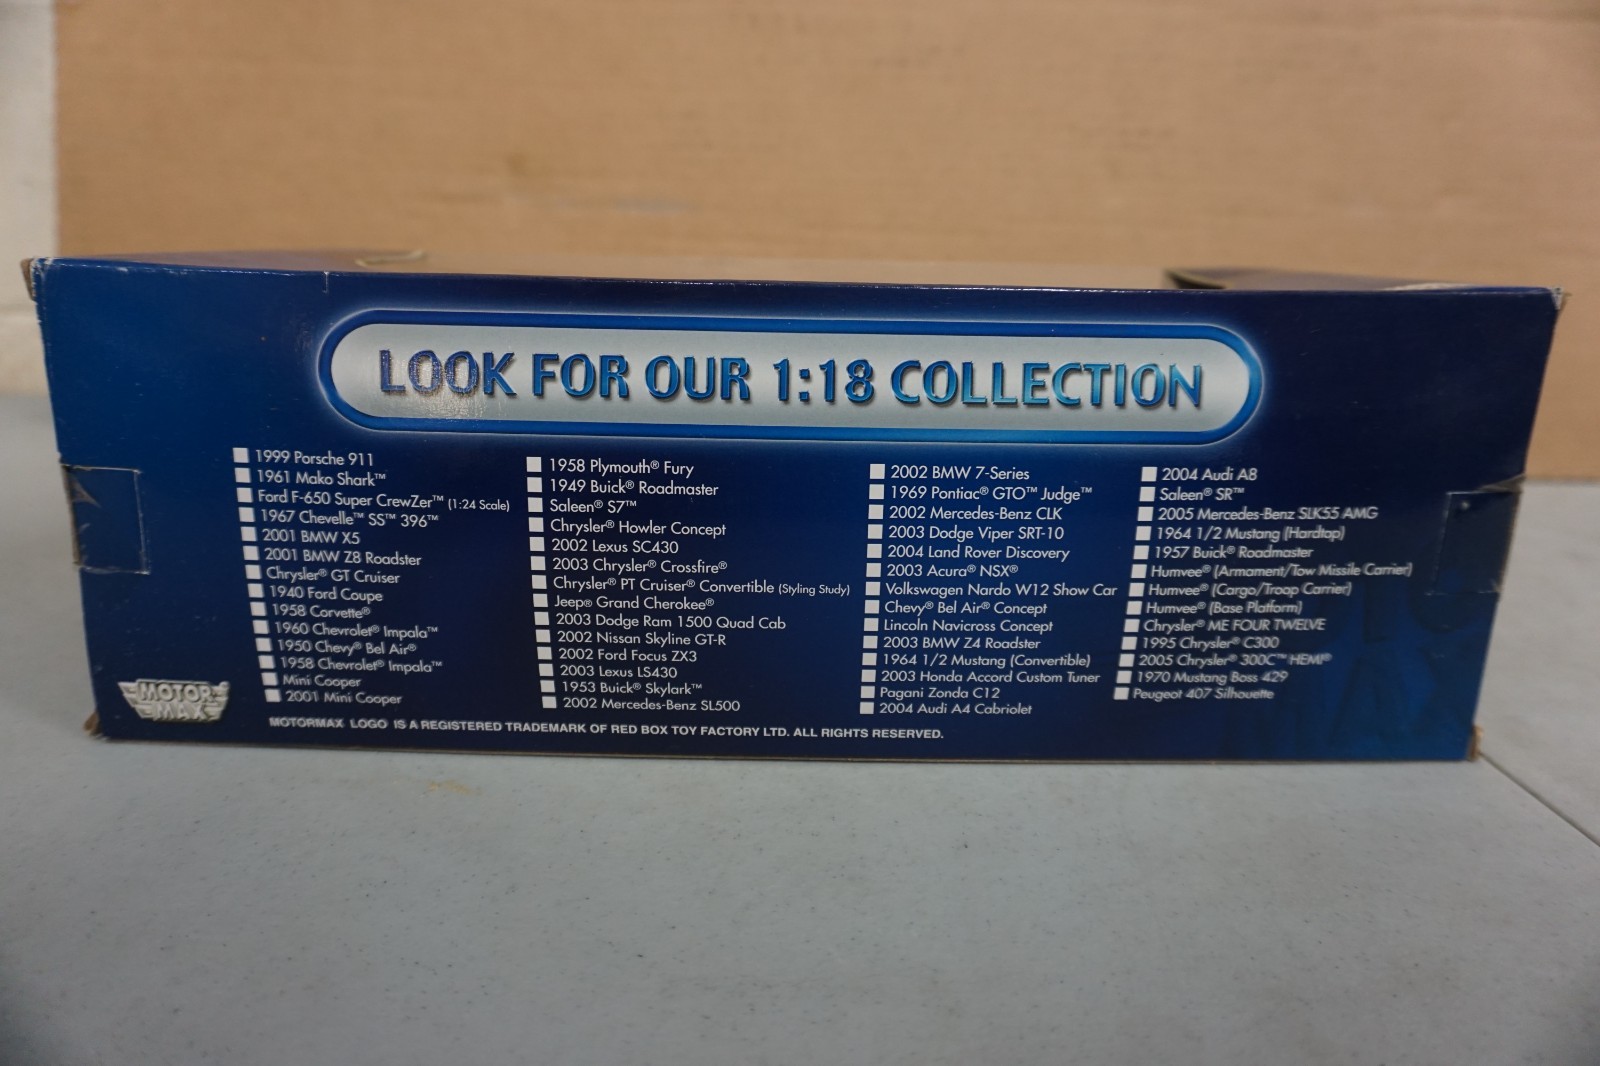 LOOK FOR OUR 1:18 COLLECTION
1999 Porsche 911
1961 Mako Shark™
Ford F-650 Super CrewZer™ (1:24 Scale)
1967 Chevelle™ SS™ 396™
2001 BMW X5
2001 BMW Z8 Roadster
Chrysler® GT Cruiser
1940 Ford Coupe
1958 Corvette®
1960 Chevrolet® Impala™
1950 Chevy® Bel Air®
1958 Chevrolet® Impala™
Mini Cooper
2001 Mini Cooper
1958 Plymouth® Fury
1949 Buick® Roadmaster
Saleen® S7™
Chrysler® Howler Concept
2002 Lexus SC430
2003 Chrysler® Crossfire®
Chrysler® PT Cruiser® Convertible (Styling Study)
Jeep® Grand Cherokee®
2003 Dodge Ram 1500 Quad Cab
2002 Nissan Skyline GT-R
2002 Ford Focus ZX3
2003 Lexus LS430
1953 Buick® Skylark™
2002 Mercedes-Benz SL500
2002 BMW 7-Series
1969 Pontiac® GTO™ Judge™
2002 Mercedes-Benz CLK
2003 Dodge Viper SRT-10
2004 Land Rover Discovery
2003 Acura® NSX®
Volkswagen Nardo W12 Show Car
Chevy® Bel Air® Concept
Lincoln Navicross Concept
2003 BMW Z4 Roadster
1964 1/2 Mustang (Convertible)
2003 Honda Accord Custom Tuner
Pagani Zonda C12
2004 Audi A4 Cabriolet
2004 Audi A8
Saleen® SR™
2005 Mercedes-Benz SLK55 AMG
1964 1/2 Mustang (Hardtop)
1957 Buick® Roadmaster
Humvee® (Armament/Tow Missile Carrier)
Humvee® (Cargo/Troop Carrier)
Humvee® (Base Platform)
Chrysler® ME FOUR TWELVE
1995 Chrysler® C300
2005 Chrysler® 300C™ HEMI®
1970 Mustang Boss 429
Peugeot 407 Silhouette
MOTOR
MAX
MOTORMAX LOGO IS A REGISTERED TRADEMARK OF RED BOX TOY FACTORY LTD. ALL RIGHTS RESERVED.